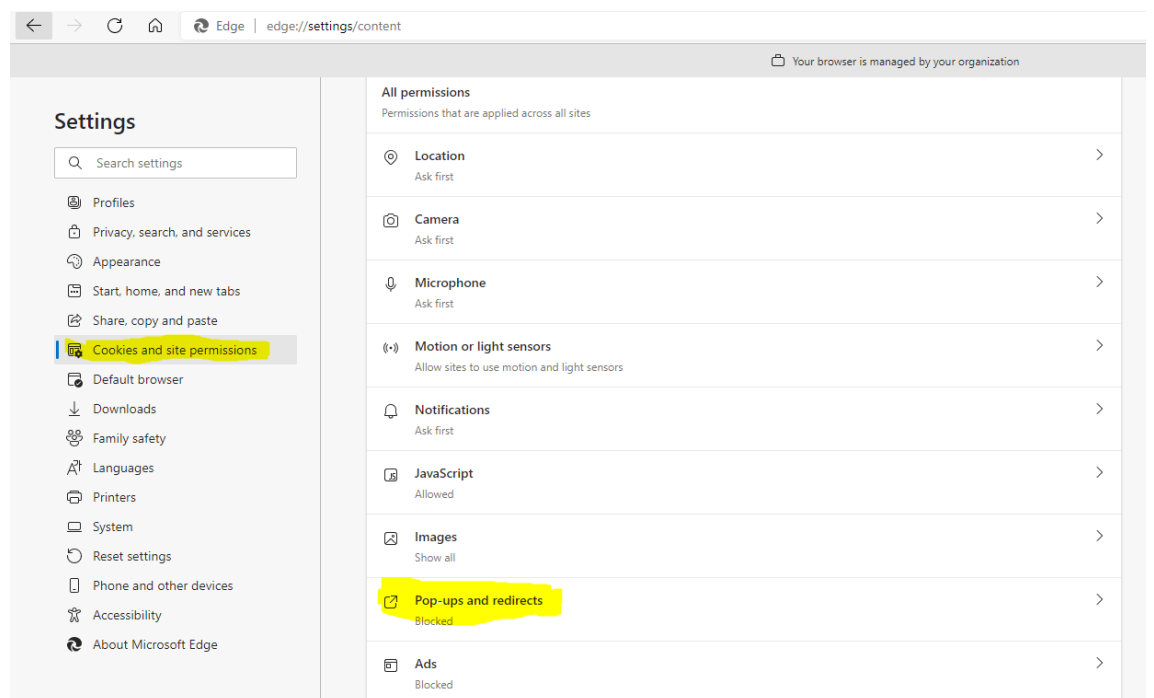 Edge | edge://settings/content
Your browser is managed by your organization
Settings
Search settings
Profiles
Privacy, search, and services
Appearance
Start, home, and new tabs
Share, copy and paste
Cookies and site permissions
Default browser
Downloads
Family safety
Languages
Printers
System
Reset settings
Phone and other devices
Accessibility
About Microsoft Edge
All permissions
Permissions that are applied across all sites
Location
Ask first
Camera
Ask first
Microphone
Ask first
Motion or light sensors
Allow sites to use motion and light sensors
Notifications
Ask first
JavaScript
Allowed
Images
Show all
Pop-ups and redirects
Blocked
Ads
Blocked